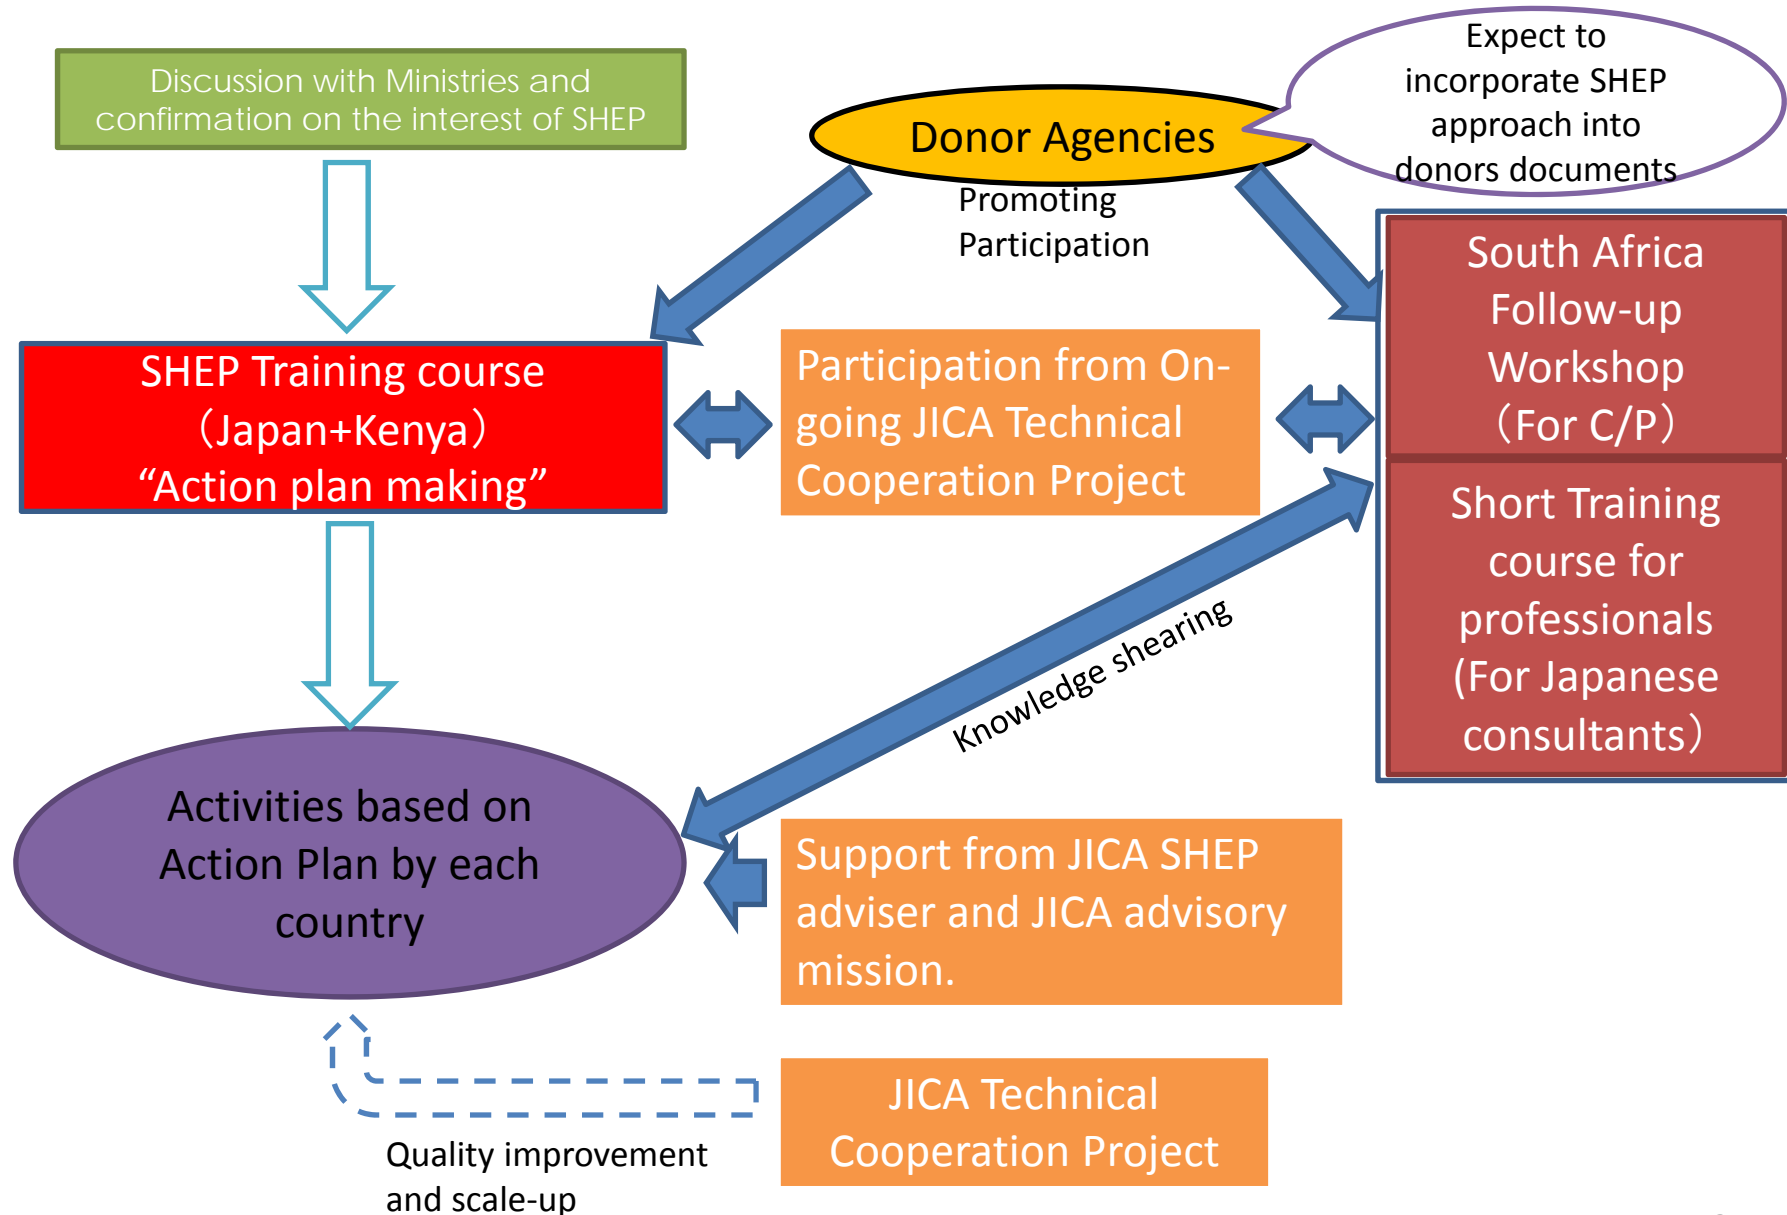 Discussion with Ministries and
confirmation on the interest of SHEP
Expect to
incorporate SHEP
approach into
donors documents
Donor Agencies
Promoting
Participation
SHEP Training course
（Japan+Kenya）
“Action plan making”
Participation from On-
going JICA Technical
Cooperation Project
South Africa
Follow-up
Workshop
（For C/P）
Short Training
course for
professionals
(For Japanese
consultants）
Knowledge shearing
Activities based on
Action Plan by each
country
Support from JICA SHEP
adviser and JICA advisory
mission.
JICA Technical
Cooperation Project
Quality improvement
and scale-up